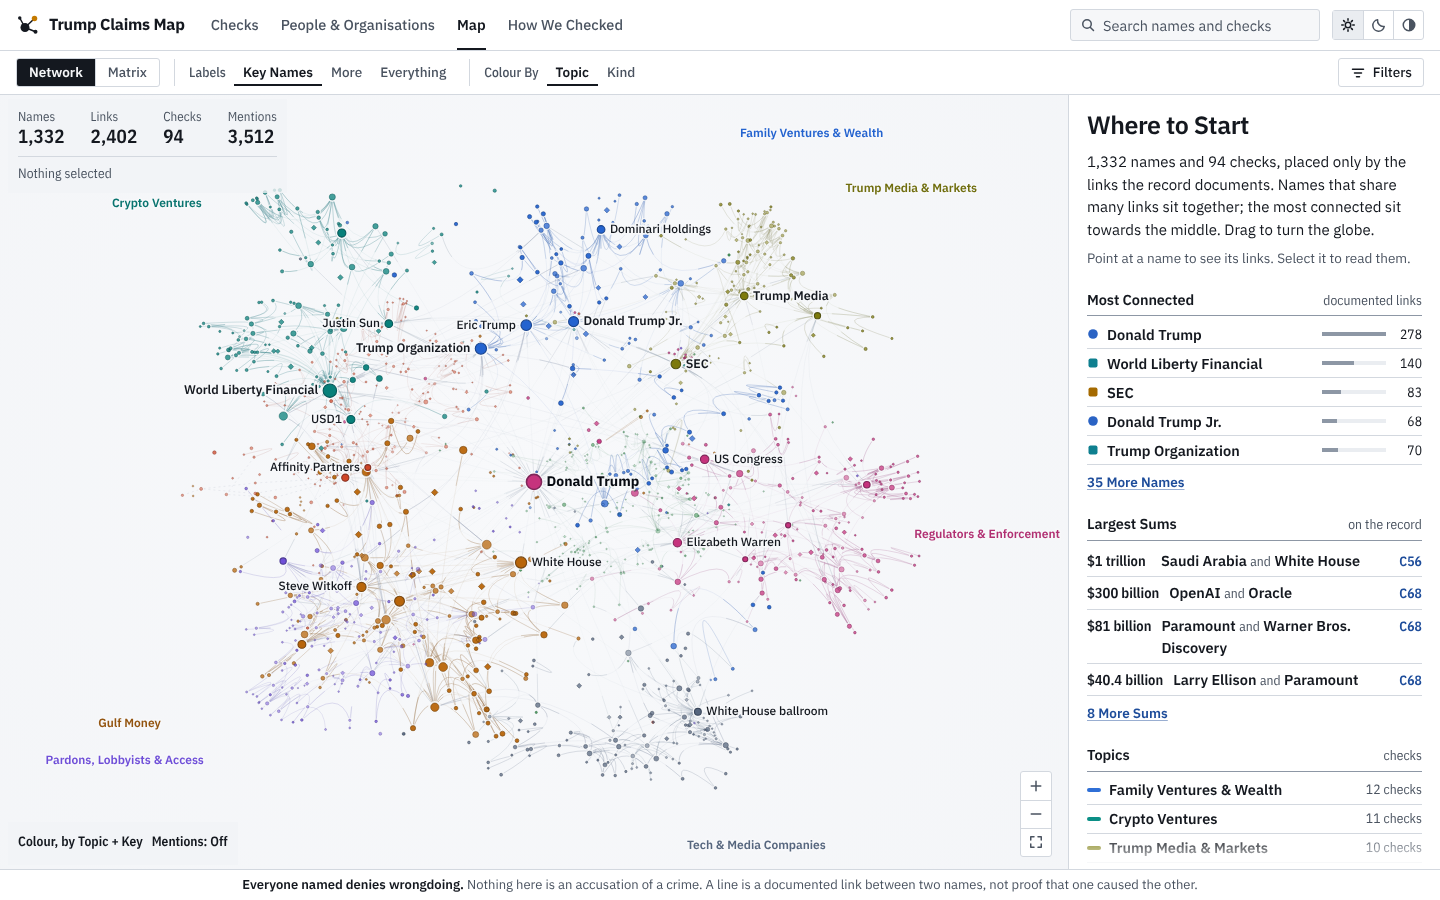 Trump Claims Map
Checks
People & Organisations
Map
How We Checked
Search names and checks
Network
Matrix
Labels
Key Names
More
Everything
Colour By
Topic
Kind
Filters
Names Links Checks Mentions
1,332 2,402 94 3,512
Nothing selected
Family Ventures & Wealth
Trump Media & Markets
Crypto Ventures
Dominari Holdings
Trump Media
Justin Sun
Eric Trump
Donald Trump Jr.
Trump Organization
SEC
World Liberty Financial
USD1
Affinity Partners
US Congress
Donald Trump
Regulators & Enforcement
Elizabeth Warren
White House
Steve Witkoff
White House ballroom
Gulf Money
Pardons, Lobbyists & Access
Colour, by Topic + Key Mentions: Off
Tech & Media Companies
Where to Start
1,332 names and 94 checks, placed only by the
links the record documents. Names that share
many links sit together; the most connected sit
towards the middle. Drag to turn the globe.
Point at a name to see its links. Select it to read them.
Most Connected documented links
Donald Trump 278
World Liberty Financial 140
SEC 83
Donald Trump Jr. 68
Trump Organization 70
35 More Names
Largest Sums on the record
$1 trillion Saudi Arabia and White House C56
$300 billion OpenAI and Oracle C68
$81 billion Paramount and Warner Bros. C68
Discovery
$40.4 billion Larry Ellison and Paramount C68
8 More Sums
Topics checks
Family Ventures & Wealth 12 checks
Crypto Ventures 11 checks
Trump Media & Markets 10 checks
Everyone named denies wrongdoing. Nothing here is an accusation of a crime. A line is a documented link between two names, not proof that one caused the other.